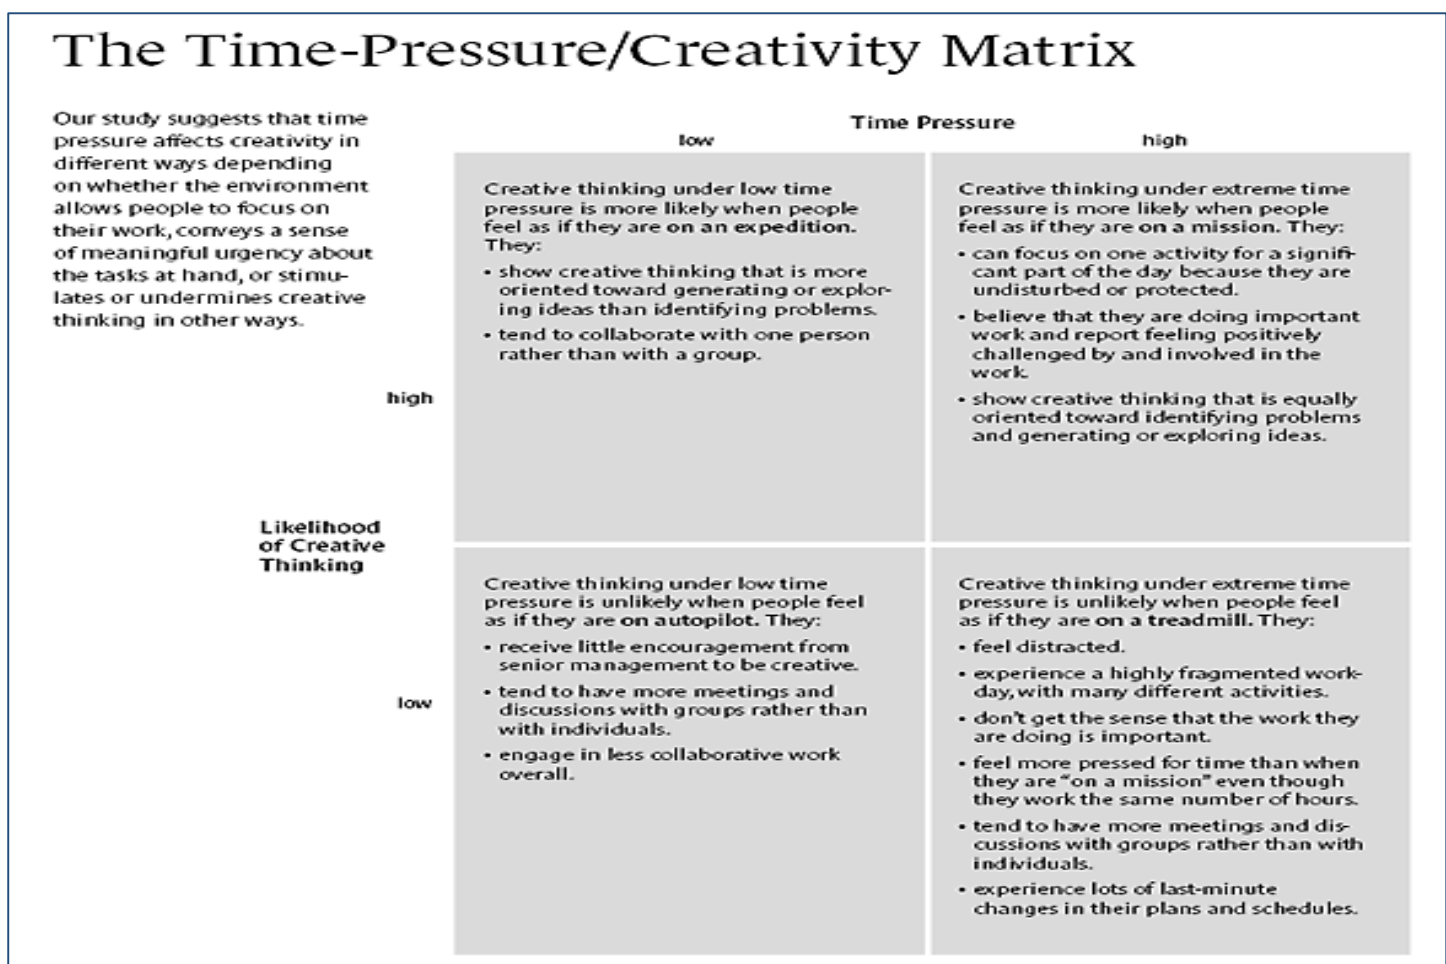 The Time-Pressure/Creativity Matrix
Our study suggests that time
pressure affects creativity in
different ways depending
on whether the environment
allows people to focus on
their work, conveys a sense
of meaningful urgency about
the tasks at hand, or stimu-
lates or undermines creative
thinking in other ways.
Time Pressure
low
high
high
Creative thinking under low time
pressure is more likely when people
feel as if they are on an expedition.
They:
• show creative thinking that is more
oriented toward generating or explor-
ing ideas than identifying problems.
• tend to collaborate with one person
rather than with a group.
Creative thinking under extreme time
pressure is more likely when people
feel as if they are on a mission. They:
• can focus on one activity for a signifi-
cant part of the day because they are
undisturbed or protected.
• believe that they are doing important
work and report feeling positively
challenged by and involved in the
work.
• show creative thinking that is equally
oriented toward identifying problems
and generating or exploring ideas.
Likelihood
of Creative
Thinking
low
Creative thinking under low time
pressure is unlikely when people feel
as if they are on autopilot. They:
• receive little encouragement from
senior management to be creative.
• tend to have more meetings and
discussions with groups rather than
with individuals.
• engage in less collaborative work
overall.
Creative thinking under extreme time
pressure is unlikely when people feel
as if they are on a treadmill. They:
• feel distracted.
• experience a highly fragmented work-
day, with many different activities.
• don't get the sense that the work they
are doing is important.
• feel more pressed for time than when
they are “on a mission” even though
they work the same number of hours.
• tend to have more meetings and dis-
cussions with groups rather than with
individuals.
• experience lots of last-minute
changes in their plans and schedules.